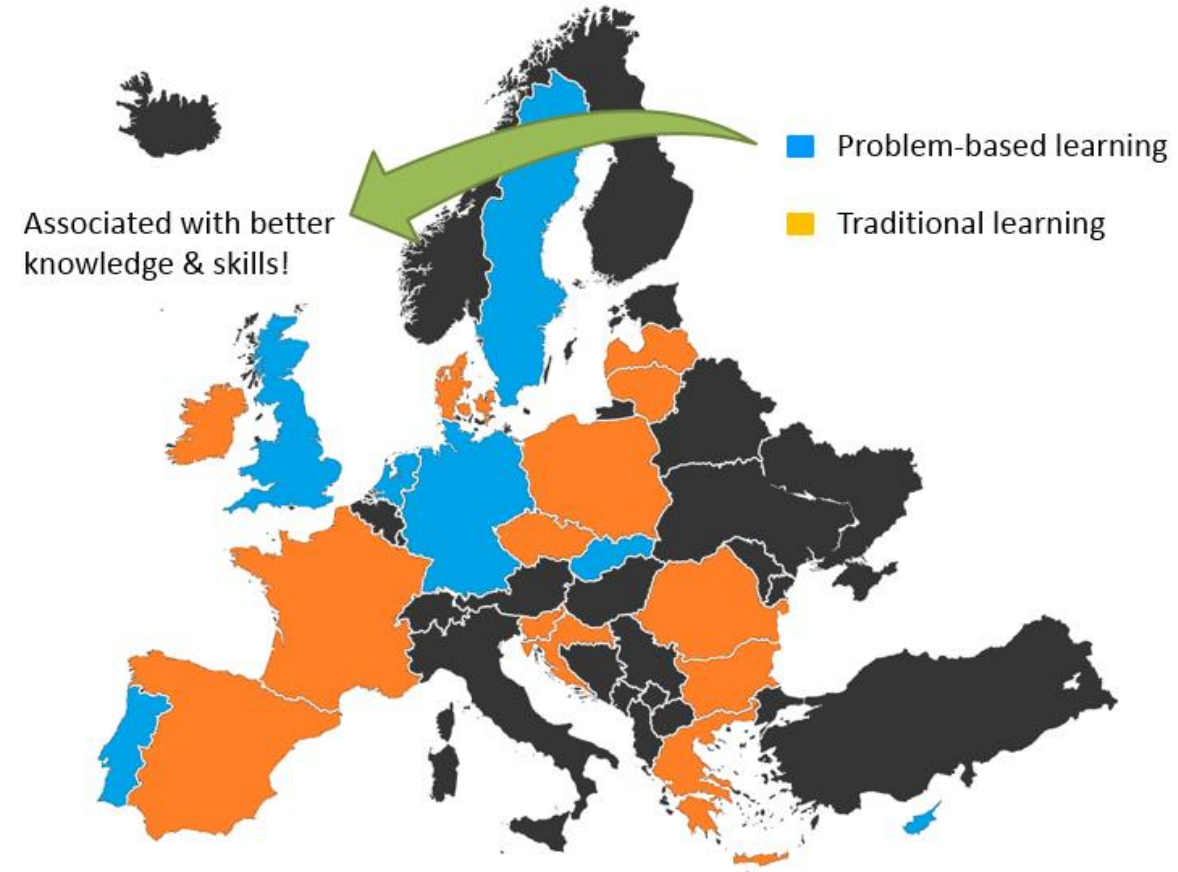 Problem-based learning
Traditional learning
Associated with better
knowledge & skills!